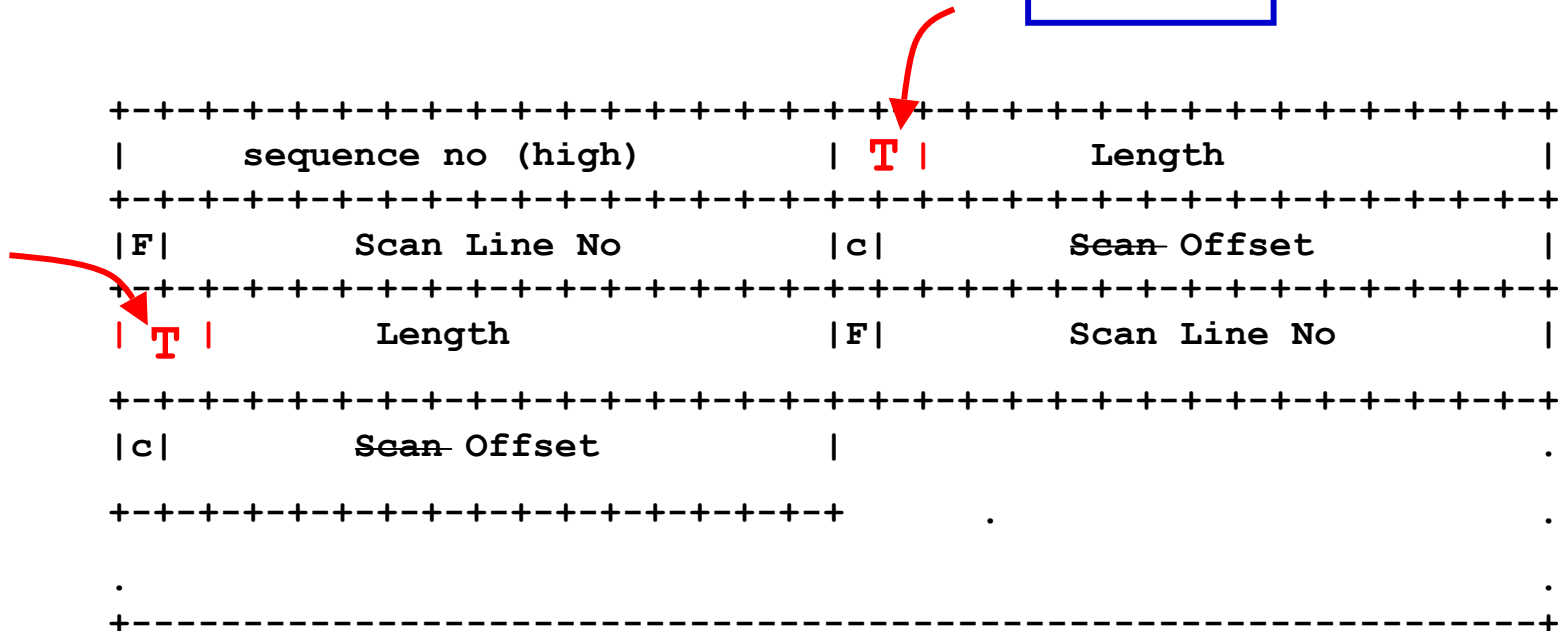 +-+-+-+-+-+-+-+-+-+-+-+-+-+-+-+-+-+-+-+-+-+-+-+-+-+-+-+-+-+-+-+-+
| sequence no (high) | T | Length |
+-+-+-+-+-+-+-+-+-+-+-+-+-+-+-+-+-+-+-+-+-+-+-+-+-+-+-+-+-+-+-+-+
|F| Scan Line No |c| Scan Offset |
+-+-+-+-+-+-+-+-+-+-+-+-+-+-+-+-+-+-+-+-+-+-+-+-+-+-+-+-+-+-+-+-+
| T | Length |F| Scan Line No |
+-+-+-+-+-+-+-+-+-+-+-+-+-+-+-+-+-+-+-+-+-+-+-+-+-+-+-+-+-+-+-+-+
|c| Scan Offset | .
+-+-+-+-+-+-+-+-+-+-+-+-+-+-+-+-+ . .
. .
+---------------------------------------------------------------+